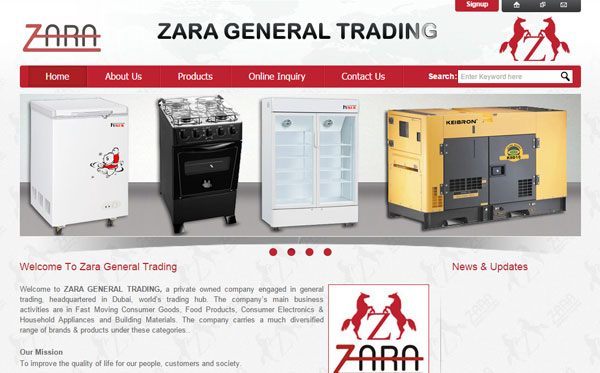 Signup
ZARA
ZARA GENERAL TRADING
Z
Home About Us Products Online Inquiry Contact Us Search: Enter Keyword here
KEIBRON
Welcome To Zara General Trading
News & Updates
Welcome to ZARA GENERAL TRADING, a private owned company engaged in general
trading, headquartered in Dubai, world's trading hub. The company's main business
activities are in Fast Moving Consumer Goods, Food Products, Consumer Electronics &
Household Appliances and Building Materials. The company carries a much diversified
range of brands & products under these categories..
Our Mission
To improve the quality of life for our people, customers and society.
Z
ZARA